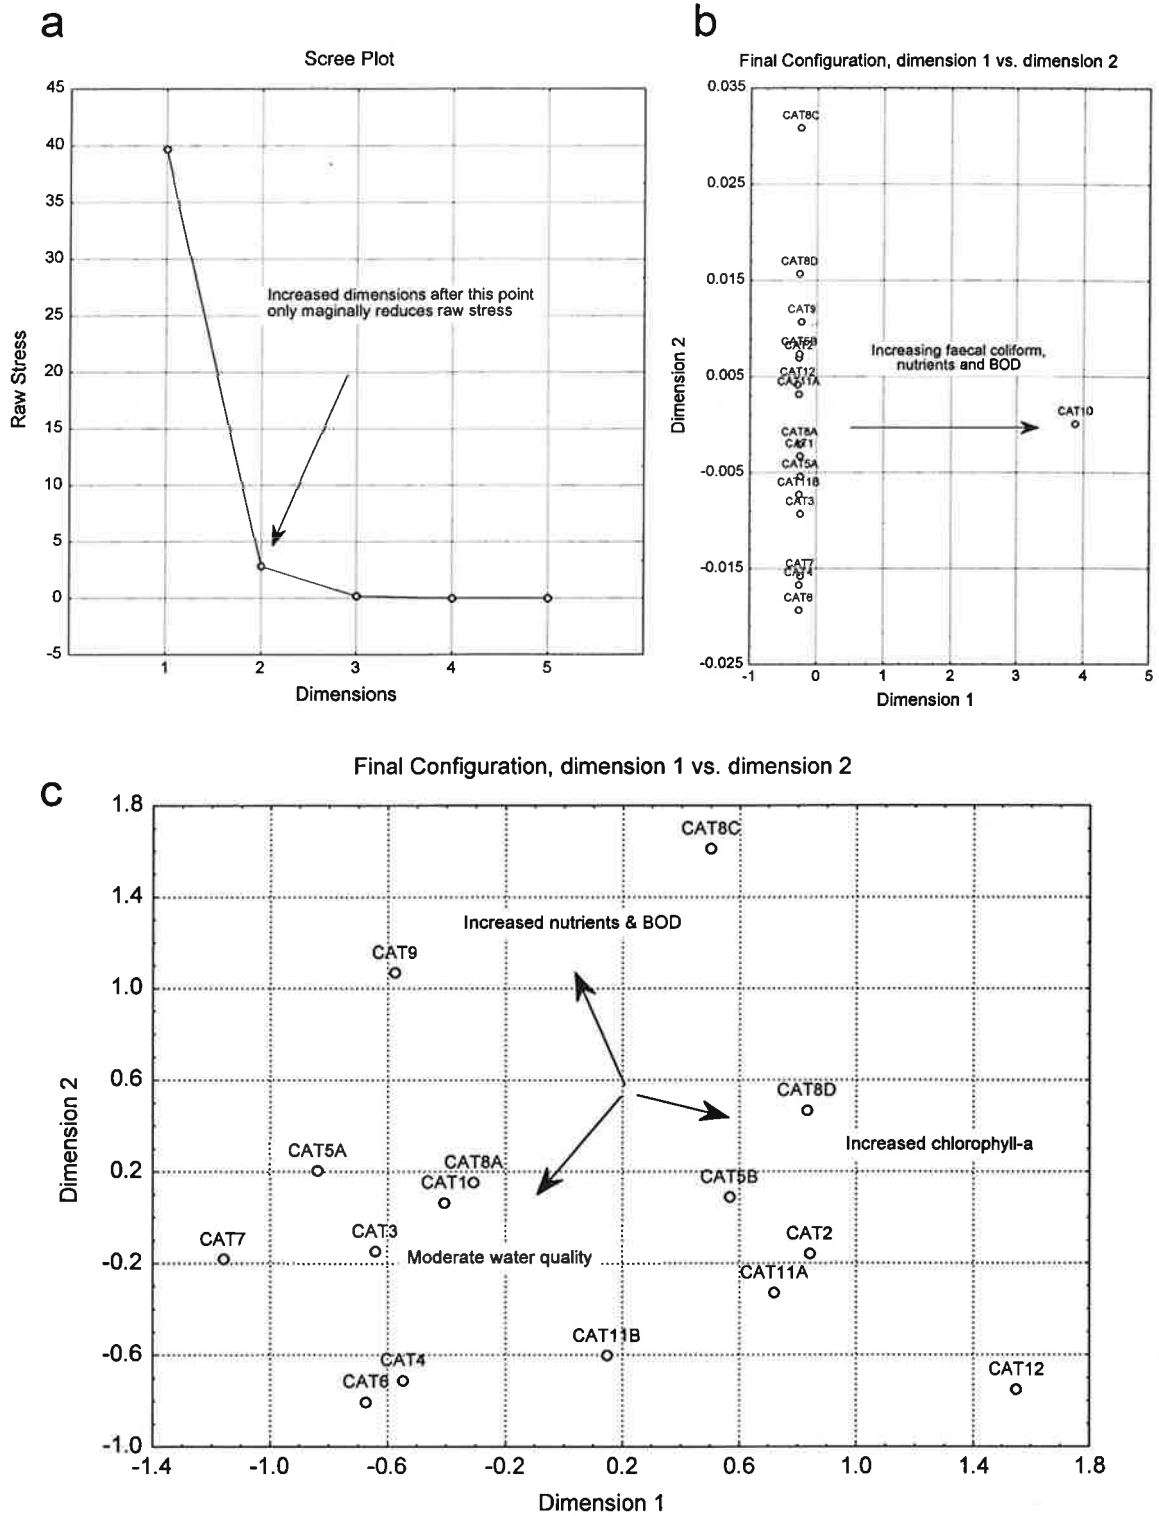 a
Scree Plot
45
40
35
30
25
20
15
10
5
0
-5
Raw Stress
Increased dimensions after this point
only maginally reduces raw stress
1
2
3
4
5
Dimensions
b
Final Configuration, dimension 1 vs. dimension 2
0.035
0.025
0.015
0.005
-0.005
-0.015
-0.025
Dimension 2
CAT8C
CAT8D
CAT9
CAT5B
CAT2
CAT12
CAT11A
CAT8A
CAT1
CAT5A
CAT11B
CAT3
CAT7
CAT4
CAT6
Increasing faecal coliform,
nutrients and BOD
CAT10
-1
0
1
2
3
4
5
Dimension 1
Final Configuration, dimension 1 vs. dimension 2
c
1.8
1.4
1.0
0.6
0.2
-0.2
-0.6
-1.0
Dimension 2
CAT8C
Increased nutrients & BOD
CAT9
CAT8D
Increased chlorophyll-a
CAT5A
CAT8A
CAT1
CAT5B
CAT7
CAT3
Moderate water quality
CAT2
CAT11A
CAT11B
CAT4
CAT6
CAT12
-1.4
-1.0
-0.6
-0.2
0.2
0.6
1.0
1.4
1.8
Dimension 1